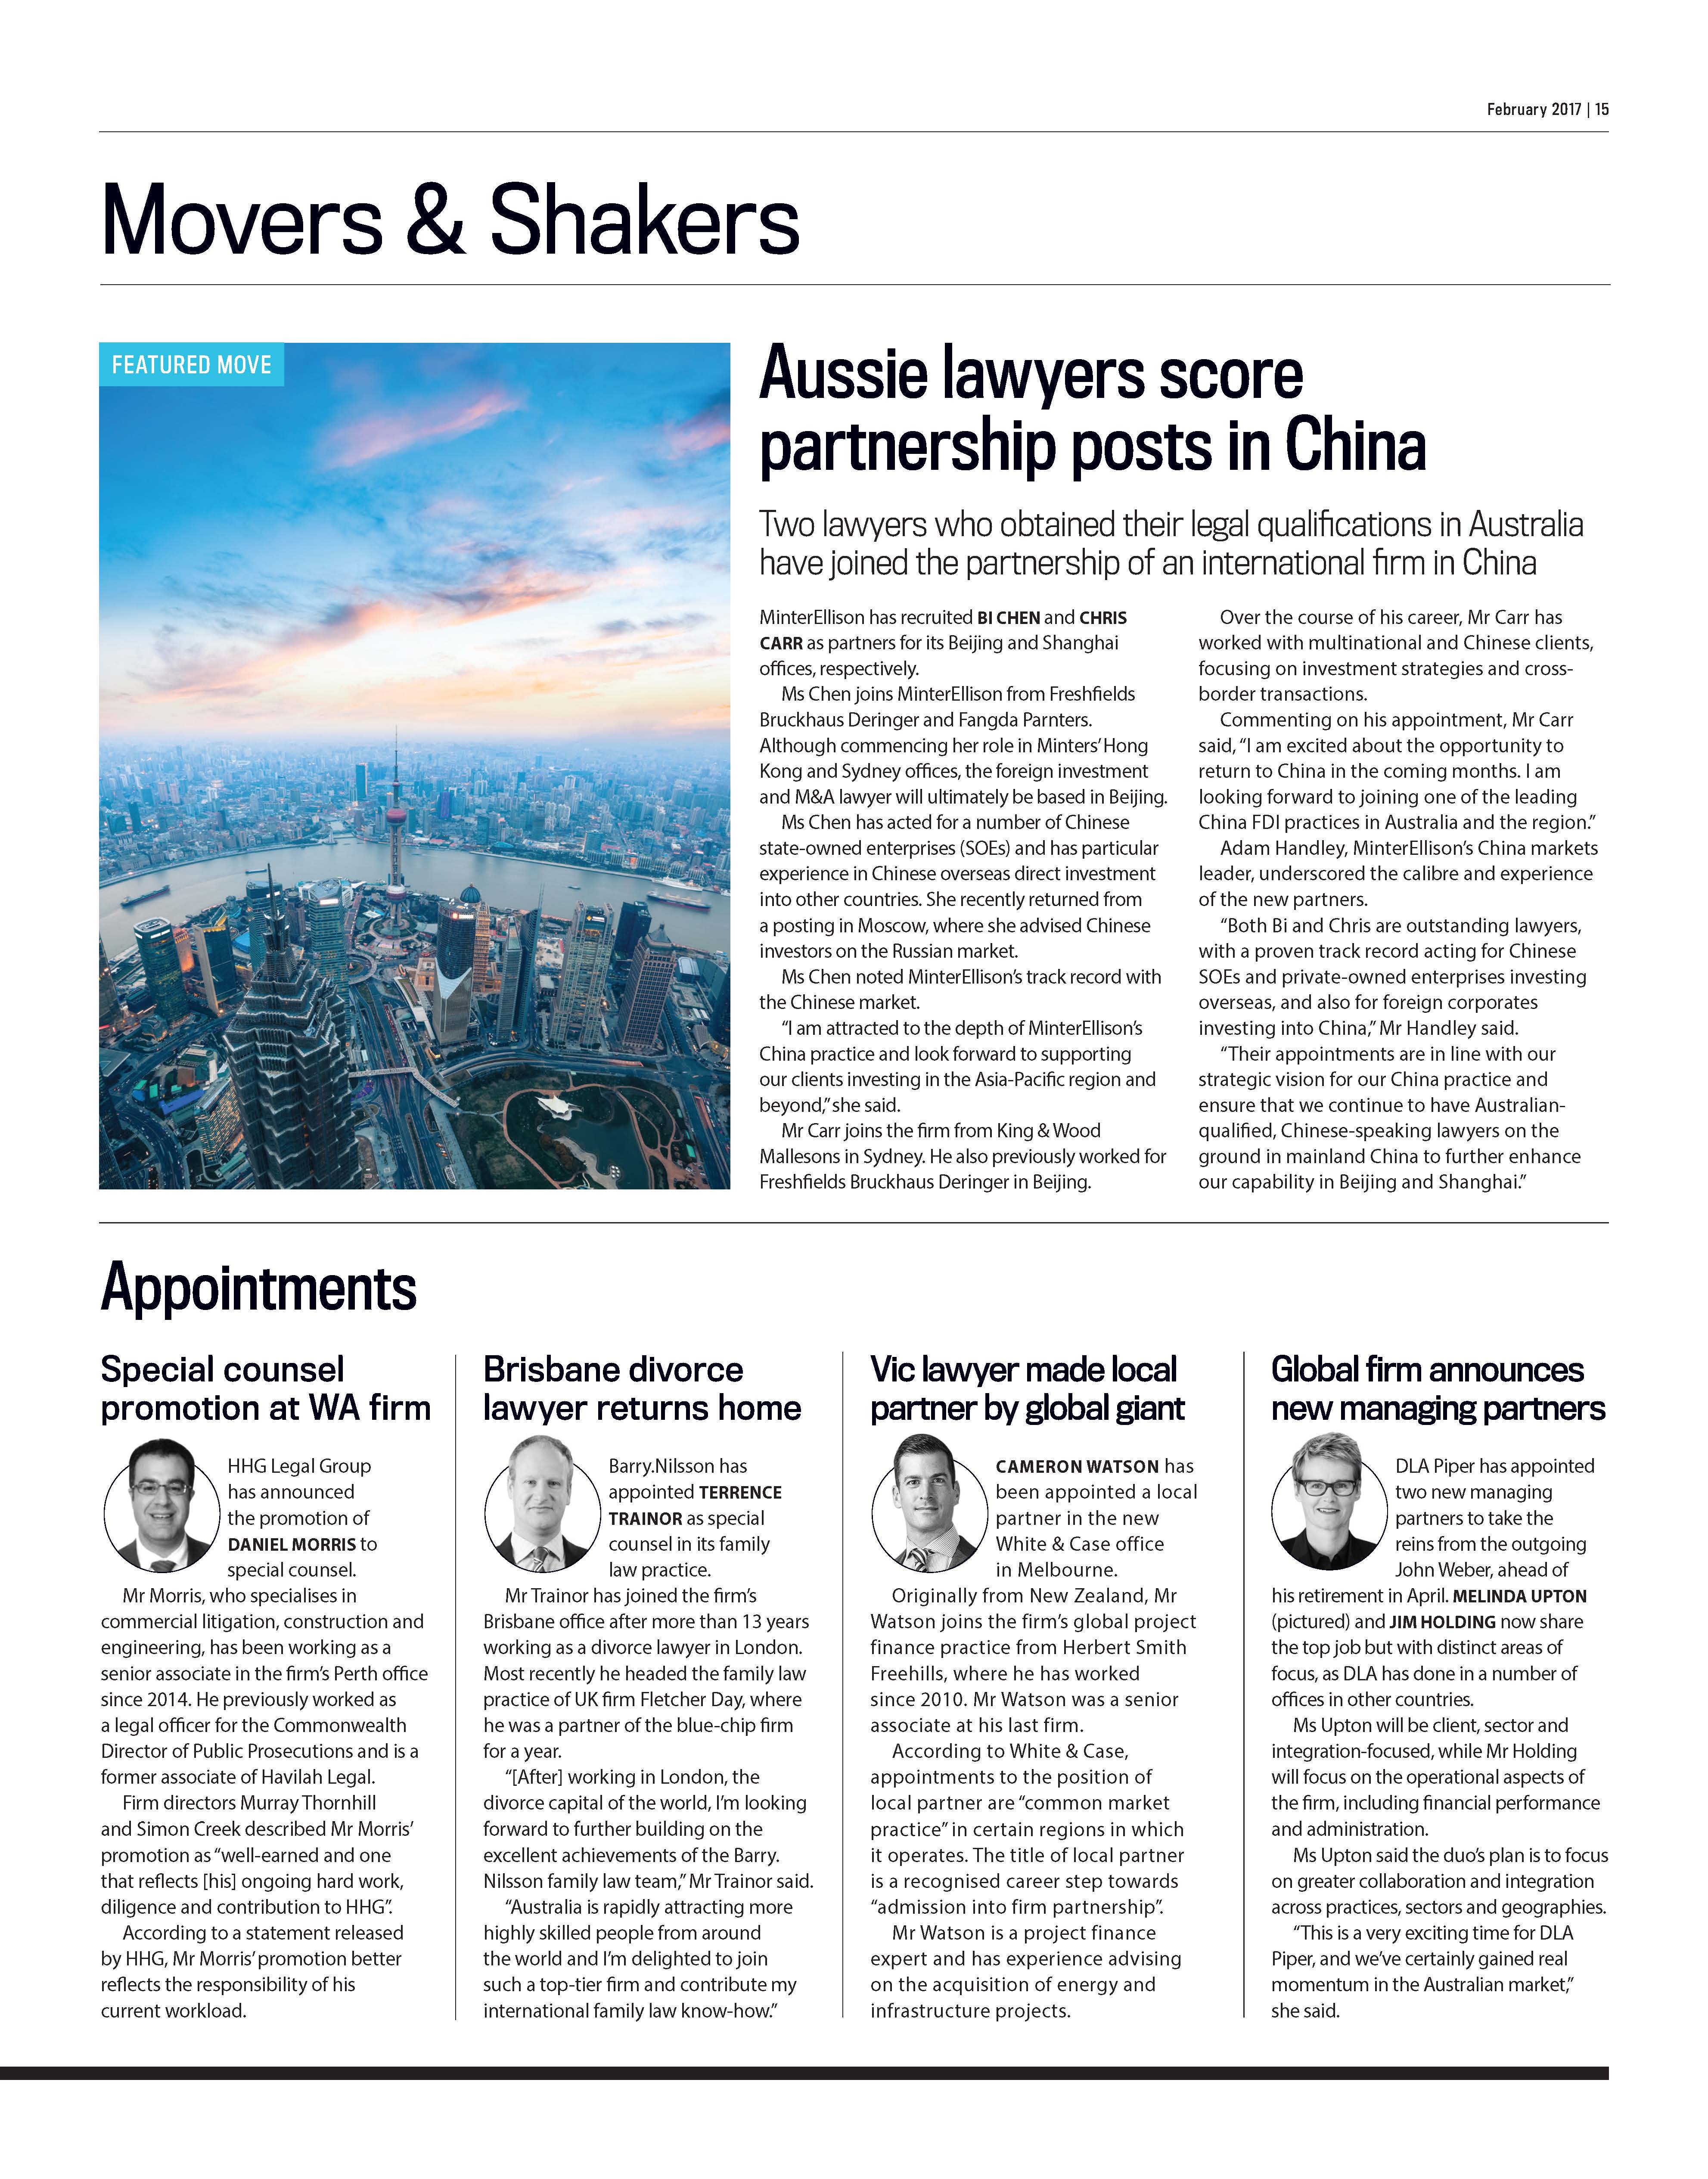 February 2017 | 15
Movers & Shakers
FEATURED MOVE
Aussie lawyers score
partnership posts in China
Two lawyers who obtained their legal qualifications in Australia
have joined the partnership of an international firm in China
MinterEllison has recruited BI CHEN and CHRIS
CARR as partners for its Beijing and Shanghai
offices, respectively.
Ms Chen joins MinterEllison from Freshfields
Bruckhaus Deringer and Fangda Parnters.
Although commencing her role in Minters’ Hong
Kong and Sydney offices, the foreign investment
and M&A lawyer will ultimately be based in Beijing.
Ms Chen has acted for a number of Chinese
state-owned enterprises (SOEs) and has particular
experience in Chinese overseas direct investment
into other countries. She recently returned from
a posting in Moscow, where she advised Chinese
investors on the Russian market.
Ms Chen noted MinterEllison’s track record with
the Chinese market.
“I am attracted to the depth of MinterEllison’s
China practice and look forward to supporting
our clients investing in the Asia-Pacific region and
beyond,” she said.
Mr Carr joins the firm from King & Wood
Mallesons in Sydney. He also previously worked for
Freshfields Bruckhaus Deringer in Beijing.
Over the course of his career, Mr Carr has
worked with multinational and Chinese clients,
focusing on investment strategies and cross-
border transactions.
Commenting on his appointment, Mr Carr
said, “I am excited about the opportunity to
return to China in the coming months. I am
looking forward to joining one of the leading
China FDI practices in Australia and the region.”
Adam Handley, MinterEllison’s China markets
leader, underscored the calibre and experience
of the new partners.
“Both Bi and Chris are outstanding lawyers,
with a proven track record acting for Chinese
SOEs and private-owned enterprises investing
overseas, and also for foreign corporates
investing into China,” Mr Handley said.
“Their appointments are in line with our
strategic vision for our China practice and
ensure that we continue to have Australian-
qualified, Chinese-speaking lawyers on the
ground in mainland China to further enhance
our capability in Beijing and Shanghai.”
Appointments
Special counsel
promotion at WA firm
HHG Legal Group
has announced
the promotion of
DANIEL MORRIS to
special counsel.
Mr Morris, who specialises in
commercial litigation, construction and
engineering, has been working as a
senior associate in the firm’s Perth office
since 2014. He previously worked as
a legal officer for the Commonwealth
Director of Public Prosecutions and is a
former associate of Havilah Legal.
Firm directors Murray Thornhill
and Simon Creek described Mr Morris’
promotion as “well-earned and one
that reflects [his] ongoing hard work,
diligence and contribution to HHG”.
According to a statement released
by HHG, Mr Morris’ promotion better
reflects the responsibility of his
current workload.
Brisbane divorce
lawyer returns home
Barry.Nilsson has
appointed TERRENCE
TRAINOR as special
counsel in its family
law practice.
Mr Trainor has joined the firm’s
Brisbane office after more than 13 years
working as a divorce lawyer in London.
Most recently he headed the family law
practice of UK firm Fletcher Day, where
he was a partner of the blue-chip firm
for a year.
“[After] working in London, the
divorce capital of the world, I’m looking
forward to further building on the
excellent achievements of the Barry.
Nilsson family law team,” Mr Trainor said.
“Australia is rapidly attracting more
highly skilled people from around
the world and I’m delighted to join
such a top-tier firm and contribute my
international family law know-how.”
Vic lawyer made local
partner by global giant
CAMERON WATSON has
been appointed a local
partner in the new
White & Case office
in Melbourne.
Originally from New Zealand, Mr
Watson joins the firm’s global project
finance practice from Herbert Smith
Freehills, where he has worked
since 2010. Mr Watson was a senior
associate at his last firm.
According to White & Case,
appointments to the position of
local partner are “common market
practice” in certain regions in which
it operates. The title of local partner
is a recognised career step towards
“admission into firm partnership”.
Mr Watson is a project finance
expert and has experience advising
on the acquisition of energy and
infrastructure projects.
Global firm announces
new managing partners
DLA Piper has appointed
two new managing
partners to take the
reins from the outgoing
John Weber, ahead of
his retirement in April. MELINDA UPTON
(pictured) and JIM HOLDING now share
the top job but with distinct areas of
focus, as DLA has done in a number of
offices in other countries.
Ms Upton will be client, sector and
integration-focused, while Mr Holding
will focus on the operational aspects of
the firm, including financial performance
and administration.
Ms Upton said the duo’s plan is to focus
on greater collaboration and integration
across practices, sectors and geographies.
“This is a very exciting time for DLA
Piper, and we’ve certainly gained real
momentum in the Australian market,”
she said.